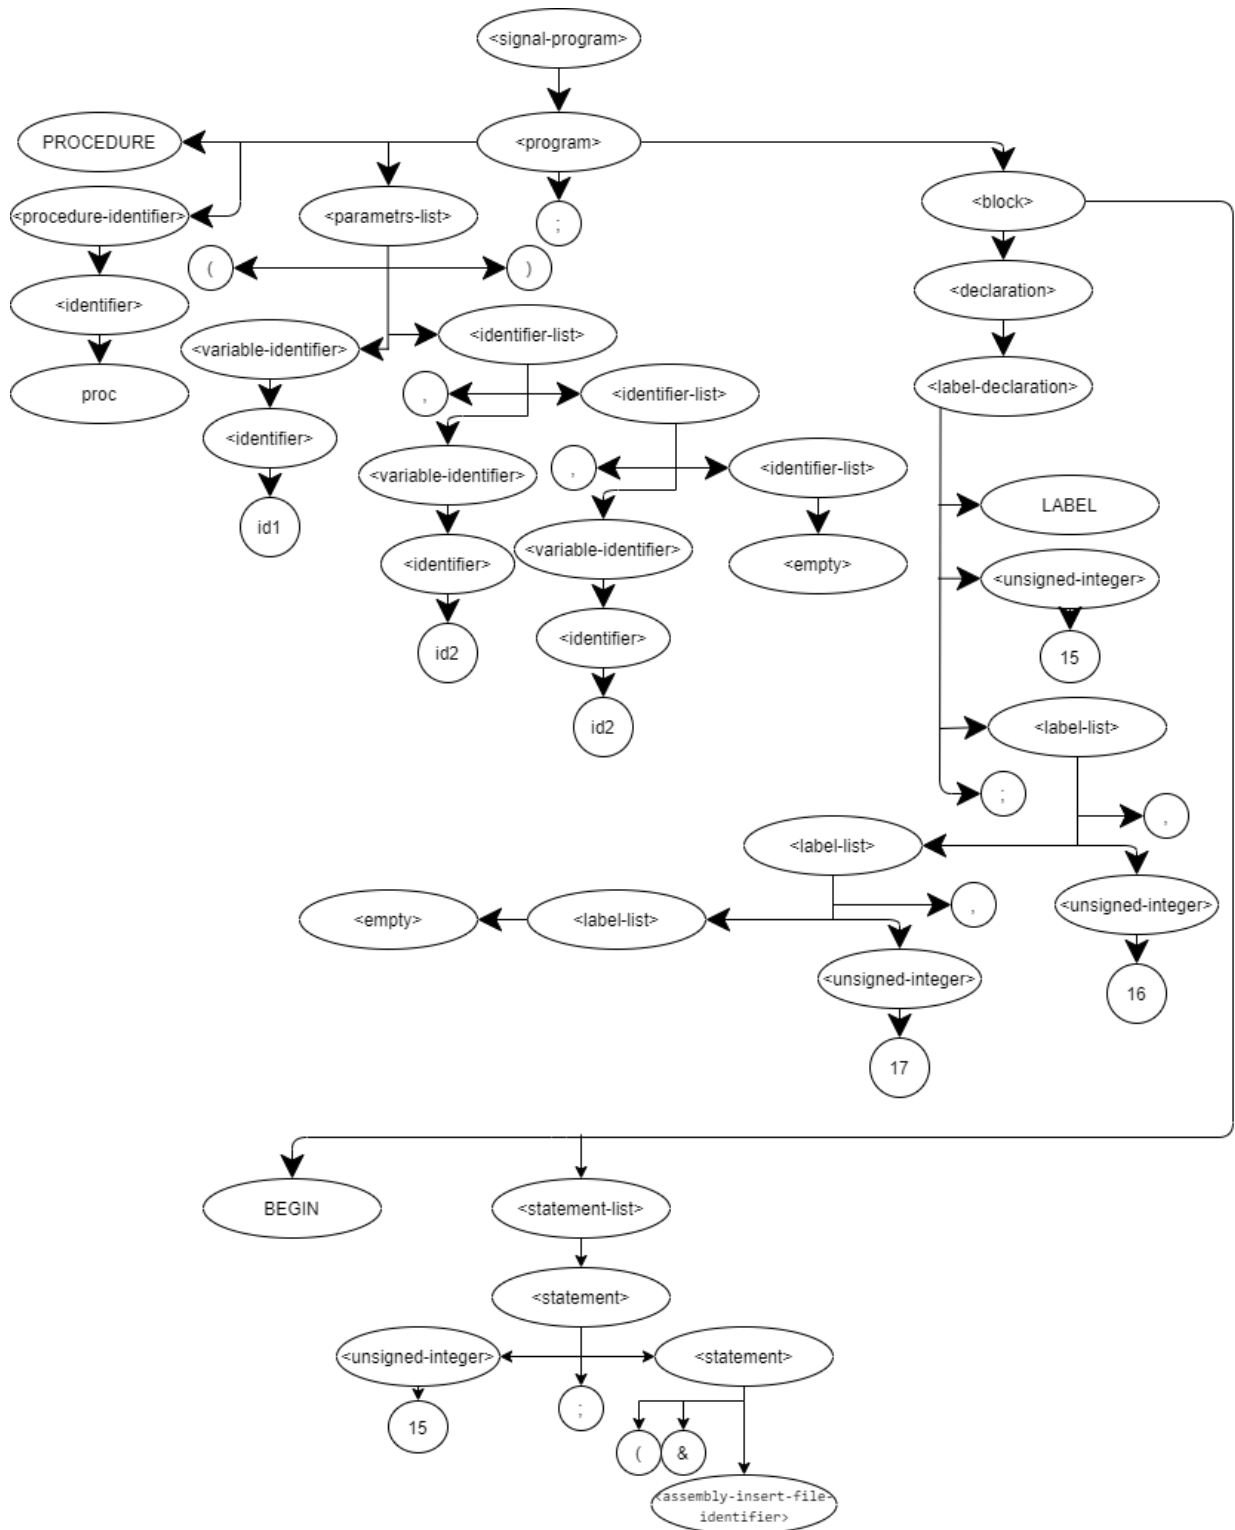 <signal-program>
PROCEDURE
<program>
<procedure-identifier>
<parametrs-list>
;
<block>
(
)
<declaration>
<identifier>
<variable-identifier>
<identifier-list>
proc
,
<identifier-list>
<label-declaration>
<identifier>
<variable-identifier>
,
<identifier-list>
id1
LABEL
<identifier>
<variable-identifier>
<empty>
<unsigned-integer>
id2
<identifier>
15
id2
<label-list>
;
,
<label-list>
<empty>
<label-list>
,
<unsigned-integer>
<unsigned-integer>
16
17
BEGIN
<statement-list>
<statement>
<unsigned-integer>
<statement>
15
;
(
&
<assembly-insert-file-
identifier>